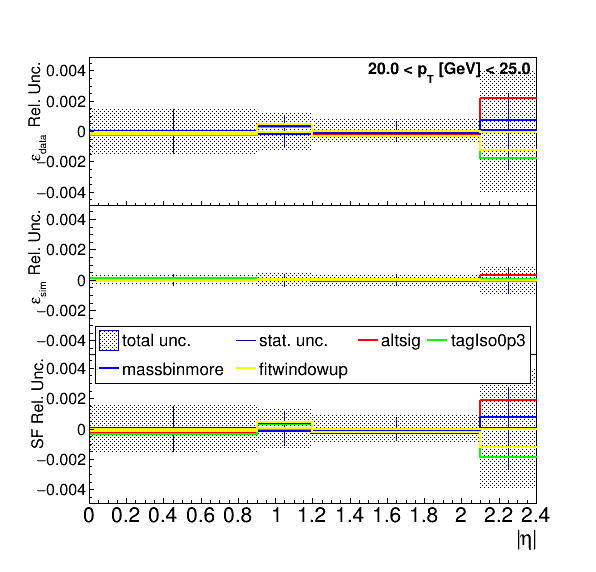 20.0 < p_T [GeV] < 25.0
ε_data Rel. Unc.
0.004
0.002
0
−0.002
−0.004
ε_sim Rel. Unc.
0.004
0.002
0
−0.002
−0.004
total unc. stat. unc. altsig tagIso0p3
massbinmore fitwindowup
SF Rel. Unc.
0.004
0.002
0
−0.002
−0.004
0 0.2 0.4 0.6 0.8 1 1.2 1.4 1.6 1.8 2 2.2 2.4
|η|